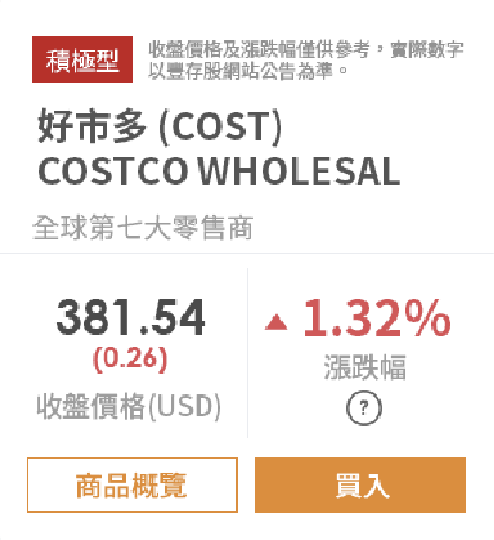 積極型
收盤價格及漲跌幅僅供參考，實際數字
以豐存股網站公告為準。
好市多 (COST)
COSTCO WHOLESAL
全球第七大零售商
381.54
(0.26)
收盤價格(USD)
▲ 1.32%
漲跌幅
?
商品概覽
買入